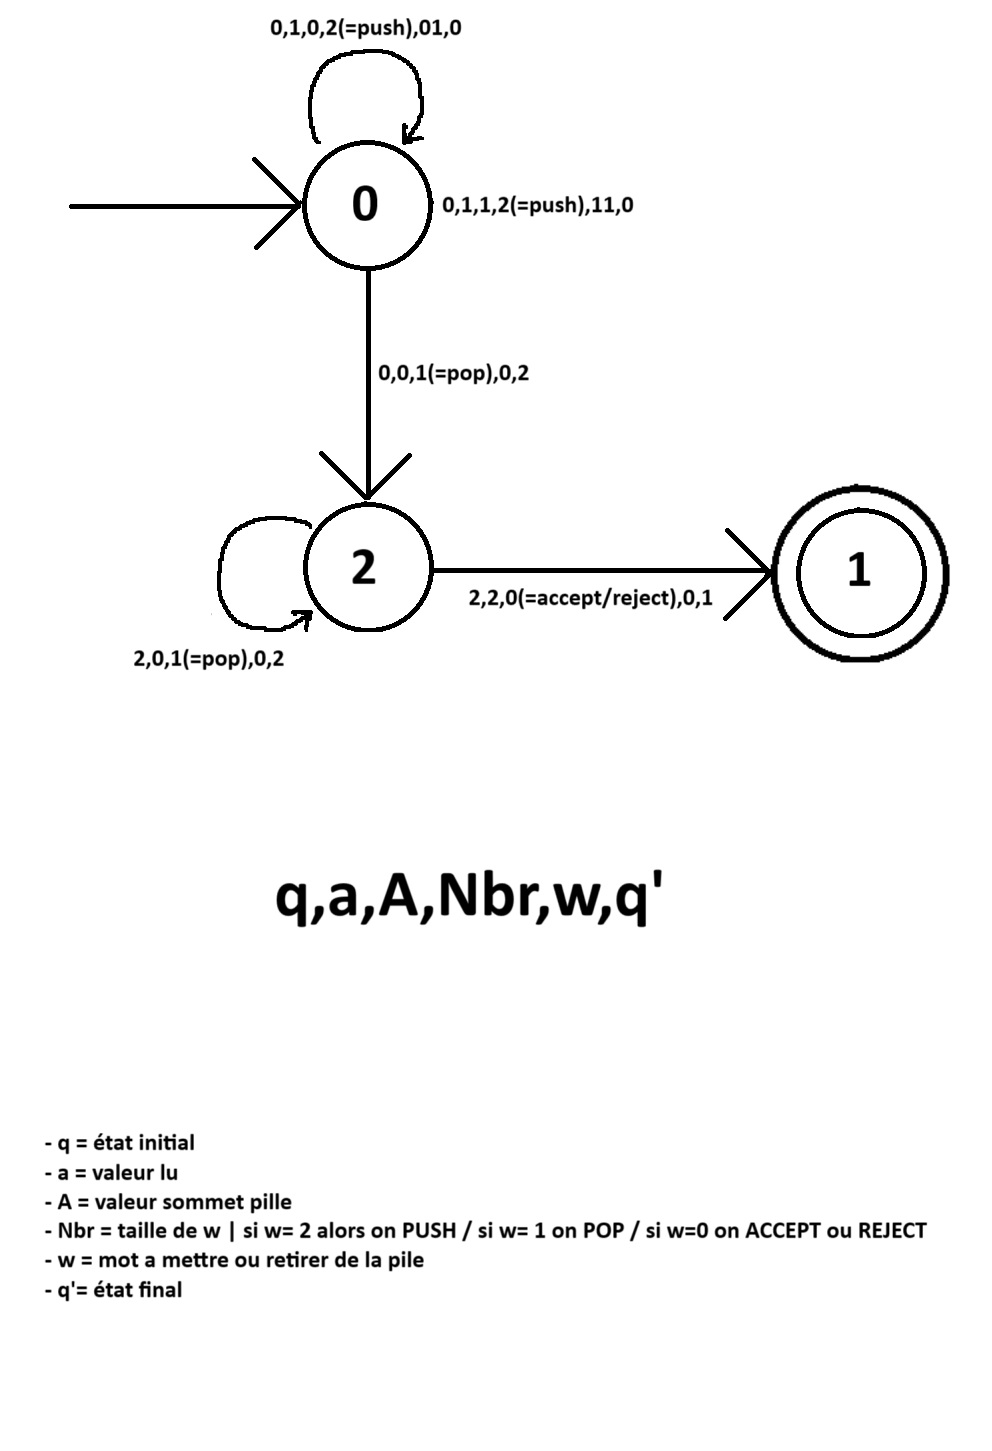 0,1,0,2(=push),01,0
0
0,1,1,2(=push),11,0
0,0,1(=pop),0,2
2
1
2,2,0(=accept/reject),0,1
2,0,1(=pop),0,2
q,a,A,Nbr,w,q'
- q = état initial
- a = valeur lu
- A = valeur sommet pille
- Nbr = taille de w | si w= 2 alors on PUSH / si w= 1 on POP / si w=0 on ACCEPT ou REJECT
- w = mot a mettre ou retirer de la pile
- q'= état final